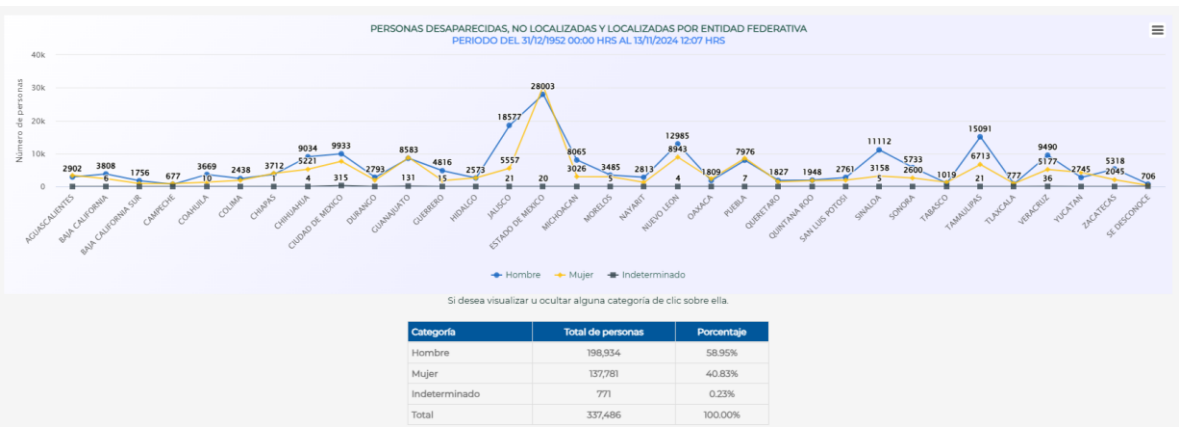 PERSONAS DESAPARECIDAS, NO LOCALIZADAS Y LOCALIZADAS POR ENTIDAD FEDERATIVA
PERIODO DEL 31/12/1952 00:00 HRS AL 13/11/2024 12:07 HRS
Número de personas
40k
30k
20k
10k
0
2902 3808 1756 677 3669 2438 3712 9034 9933 2793 8583 4816 2573 18577 28003 8065 3485 2813 12985 1809 7976 1827 1948 2761 11112 5733 1019 15091 777 9490 2745 5318 706
5221 5557 3026 8943 3158 2600 6713 5177 2045
6 10 1 4 315 131 15 21 20 5 4 7 5 21 36
AGUASCALIENTES
BAJA CALIFORNIA
BAJA CALIFORNIA SUR
CAMPECHE
COAHUILA
COLIMA
CHIAPAS
CHIHUAHUA
CIUDAD DE MEXICO
DURANGO
GUANAJUATO
GUERRERO
HIDALGO
JALISCO
ESTADO DE MEXICO
MICHOACAN
MORELOS
NAYARIT
NUEVO LEON
OAXACA
PUEBLA
QUERETARO
QUINTANA ROO
SAN LUIS POTOSI
SINALOA
SONORA
TABASCO
TAMAULIPAS
TLAXCALA
VERACRUZ
YUCATAN
ZACATECAS
SE DESCONOCE
Hombre Mujer Indeterminado
Si desea visualizar u ocultar alguna categoría de clic sobre ella.
Categoría Total de personas Porcentaje
Hombre 198,934 58.95%
Mujer 137,781 40.83%
Indeterminado 771 0.23%
Total 337,486 100.00%